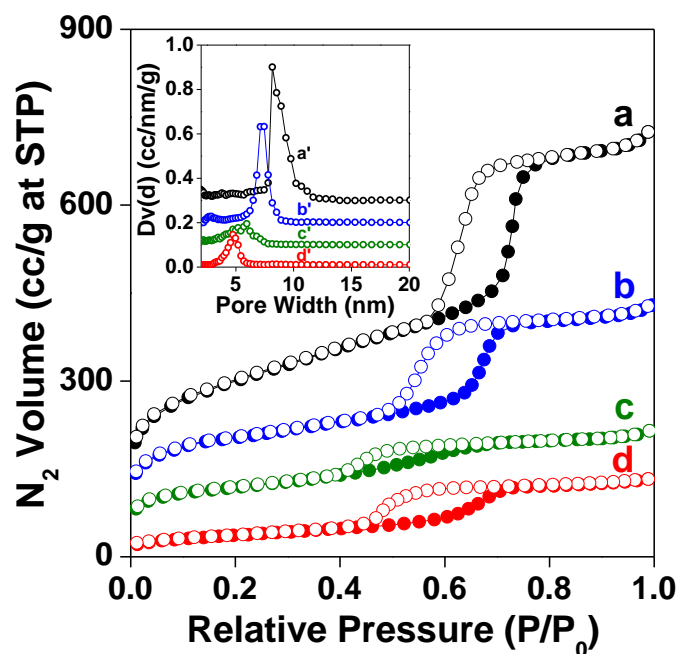 900
600
300
0
N₂ Volume (cc/g at STP)
0.0 0.2 0.4 0.6 0.8 1.0
Relative Pressure (P/P₀)
a
b
c
d
1.0
0.8
0.6
0.4
0.2
0.0
Dv(d) (cc/nm/g)
5 10 15 20
Pore Width (nm)
a'
b'
c'
d'